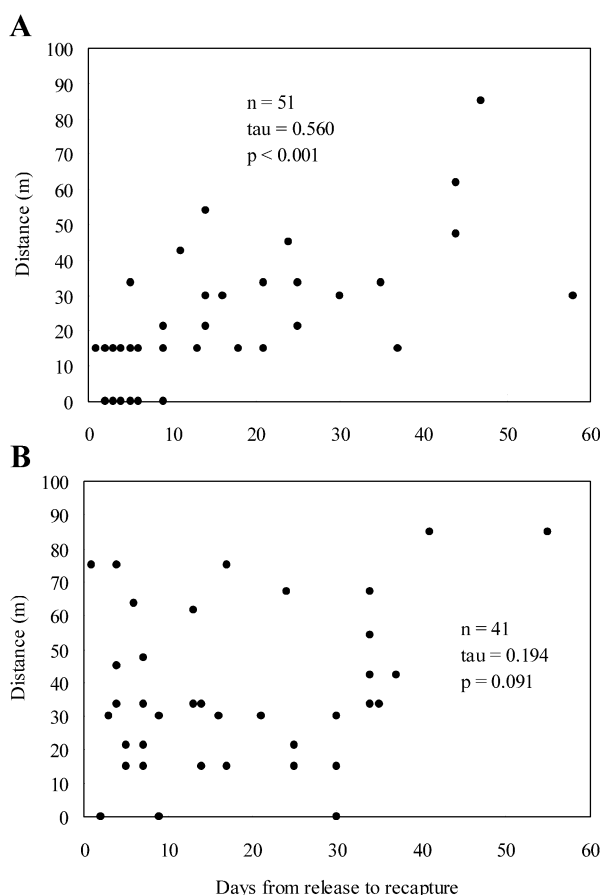 A
100
90
80
70
60
50
40
30
20
10
0
Distance (m)
n = 51
tau = 0.560
p < 0.001
0 10 20 30 40 50 60
B
100
90
80
70
60
50
40
30
20
10
0
Distance (m)
n = 41
tau = 0.194
p = 0.091
0 10 20 30 40 50 60
Days from release to recapture